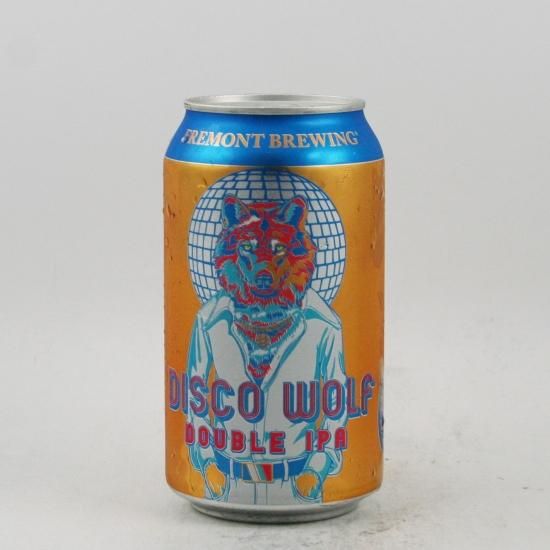 FREMONT BREWING
DISCO WOLF
DOUBLE IPA